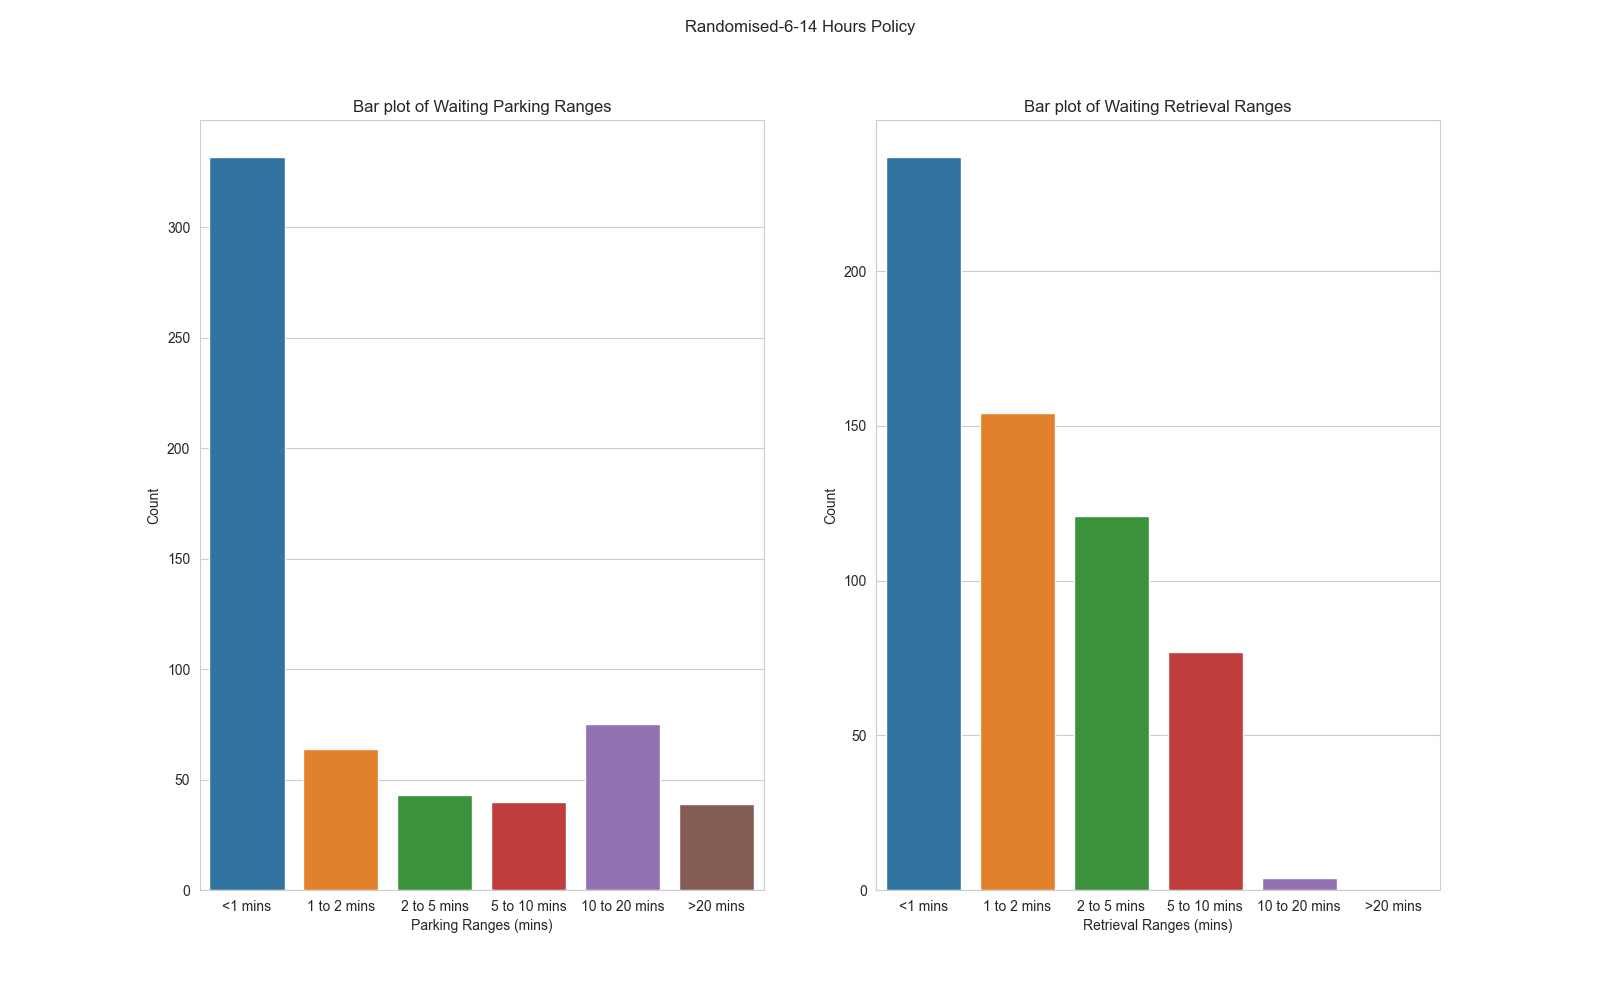 Randomised-6-14 Hours Policy
Bar plot of Waiting Parking Ranges
300
250
200
150
100
50
0
Count
<1 mins
1 to 2 mins
2 to 5 mins
5 to 10 mins
10 to 20 mins
>20 mins
Parking Ranges (mins)
Bar plot of Waiting Retrieval Ranges
200
150
100
50
0
Count
<1 mins
1 to 2 mins
2 to 5 mins
5 to 10 mins
10 to 20 mins
>20 mins
Retrieval Ranges (mins)